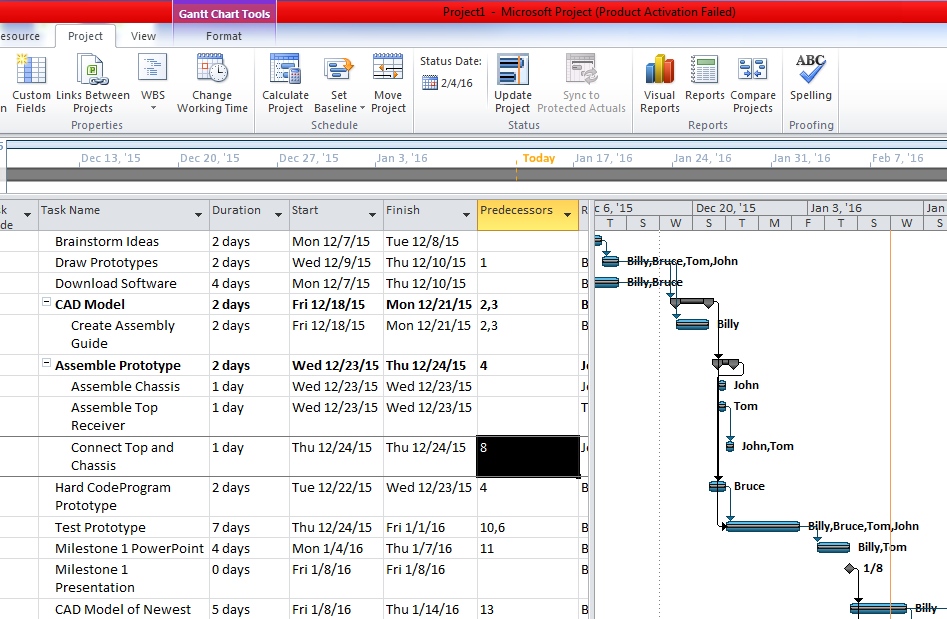 Gantt Chart Tools
Project1 - Microsoft Project (Product Activation Failed)
esource Project View Format
Custom Fields
Links Between Projects
WBS
Change Working Time
Properties
Calculate Project
Set Baseline
Move Project
Schedule
Status Date:
2/4/16
Update Project
Sync to Protected Actuals
Status
Visual Reports
Reports
Compare Projects
Reports
ABC
Spelling
Proofing
Dec 13, '15 Dec 20, '15 Dec 27, '15 Jan 3, '16 Today Jan 17, '16 Jan 24, '16 Jan 31, '16 Feb 7, '16
Task Name Duration Start Finish Predecessors R
c 6, '15 Dec 20, '15 Jan 3, '16 Jan
T S W S T M F T S W S
Brainstorm Ideas 2 days Mon 12/7/15 Tue 12/8/15
Draw Prototypes 2 days Wed 12/9/15 Thu 12/10/15 1 B Billy,Bruce,Tom,John
Download Software 4 days Mon 12/7/15 Thu 12/10/15 B Billy,Bruce
CAD Model 2 days Fri 12/18/15 Mon 12/21/15 2,3 B
Create Assembly Guide 2 days Fri 12/18/15 Mon 12/21/15 2,3 B Billy
Assemble Prototype 2 days Wed 12/23/15 Thu 12/24/15 4 Jo
Assemble Chassis 1 day Wed 12/23/15 Wed 12/23/15 Jo John
Assemble Top Receiver 1 day Wed 12/23/15 Wed 12/23/15 T Tom
Connect Top and Chassis 1 day Thu 12/24/15 Thu 12/24/15 8 Jo John,Tom
Hard CodeProgram Prototype 2 days Tue 12/22/15 Wed 12/23/15 4 B Bruce
Test Prototype 7 days Thu 12/24/15 Fri 1/1/16 10,6 B Billy,Bruce,Tom,John
Milestone 1 PowerPoint 4 days Mon 1/4/16 Thu 1/7/16 11 B Billy,Tom
Milestone 1 Presentation 0 days Fri 1/8/16 Fri 1/8/16 B 1/8
CAD Model of Newest 5 days Fri 1/8/16 Thu 1/14/16 13 B Billy